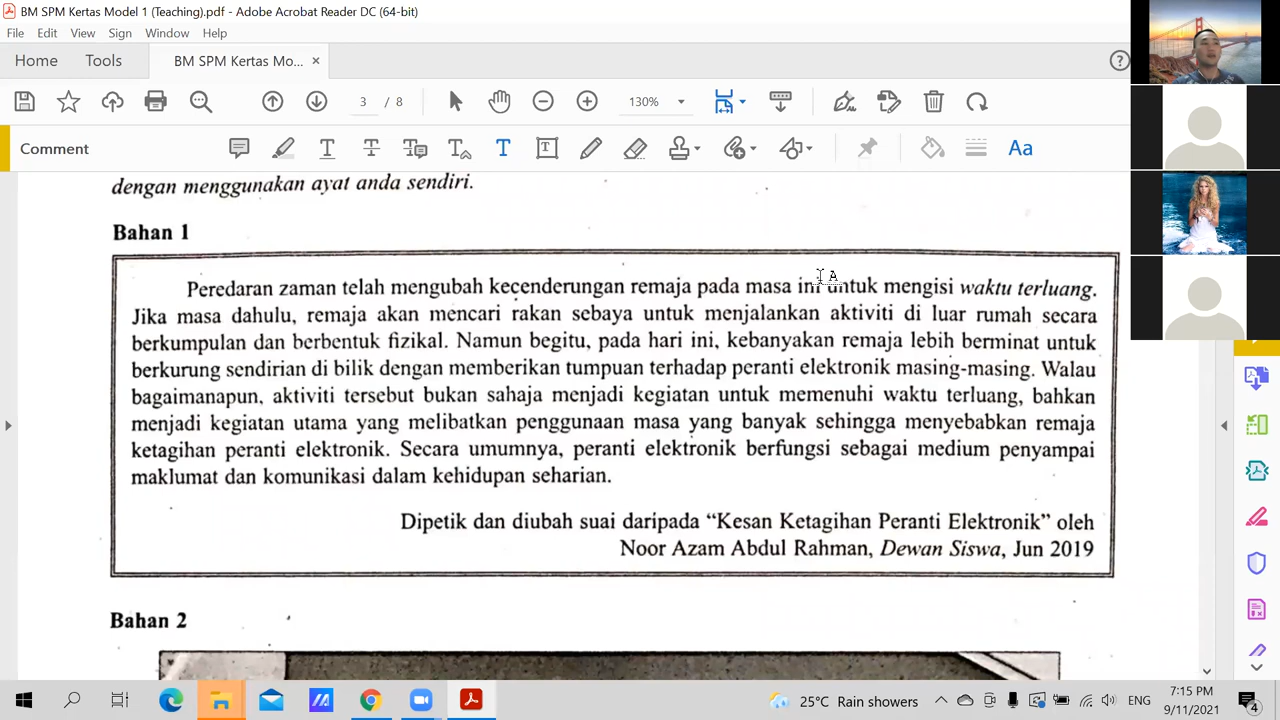 BM SPM Kertas Model 1 (Teaching).pdf - Adobe Acrobat Reader DC (64-bit)
File Edit View Sign Window Help
Home Tools BM SPM Kertas Mo... ×
3 / 8 130%
Comment
dengan menggunakan ayat anda sendiri.
Bahan 1
Peredaran zaman telah mengubah kecenderungan remaja pada masa ini untuk mengisi waktu terluang.
Jika masa dahulu, remaja akan mencari rakan sebaya untuk menjalankan aktiviti di luar rumah secara
berkumpulan dan berbentuk fizikal. Namun begitu, pada hari ini, kebanyakan remaja lebih berminat untuk
berkurung sendirian di bilik dengan memberikan tumpuan terhadap peranti elektronik masing-masing. Walau
bagaimanapun, aktiviti tersebut bukan sahaja menjadi kegiatan untuk memenuhi waktu terluang, bahkan
menjadi kegiatan utama yang melibatkan penggunaan masa yang banyak sehingga menyebabkan remaja
ketagihan peranti elektronik. Secara umumnya, peranti elektronik berfungsi sebagai medium penyampai
maklumat dan komunikasi dalam kehidupan seharian.
Dipetik dan diubah suai daripada “Kesan Ketagihan Peranti Elektronik” oleh
Noor Azam Abdul Rahman, Dewan Siswa, Jun 2019
Bahan 2
25°C Rain showers
ENG
7:15 PM
9/11/2021
4